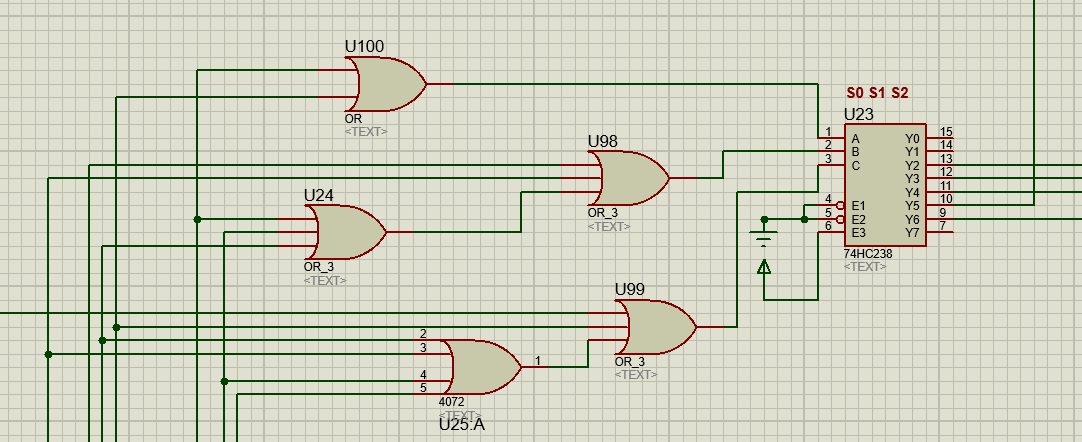 U100
OR
<TEXT>
S0 S1 S2
U23
1 A Y0 15
2 B Y1 14
3 C Y2 13
Y3 12
Y4 11
4 E1 Y5 10
5 E2 Y6 9
6 E3 Y7 7
74HC238
<TEXT>
U98
OR_3
<TEXT>
U24
OR_3
<TEXT>
U99
OR_3
<TEXT>
2
3
1
4
5
4072
<TEXT>
U25:A